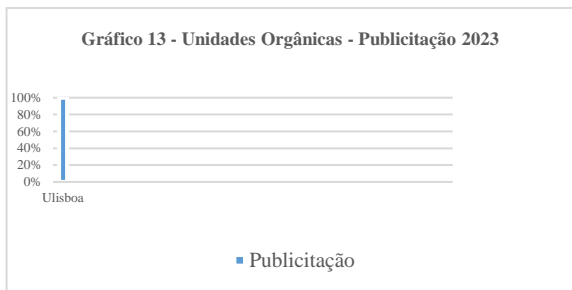 Gráfico 13 - Unidades Orgânicas - Publicitação 2023
100%
80%
60%
40%
20%
0%
Ulisboa
Publicitação